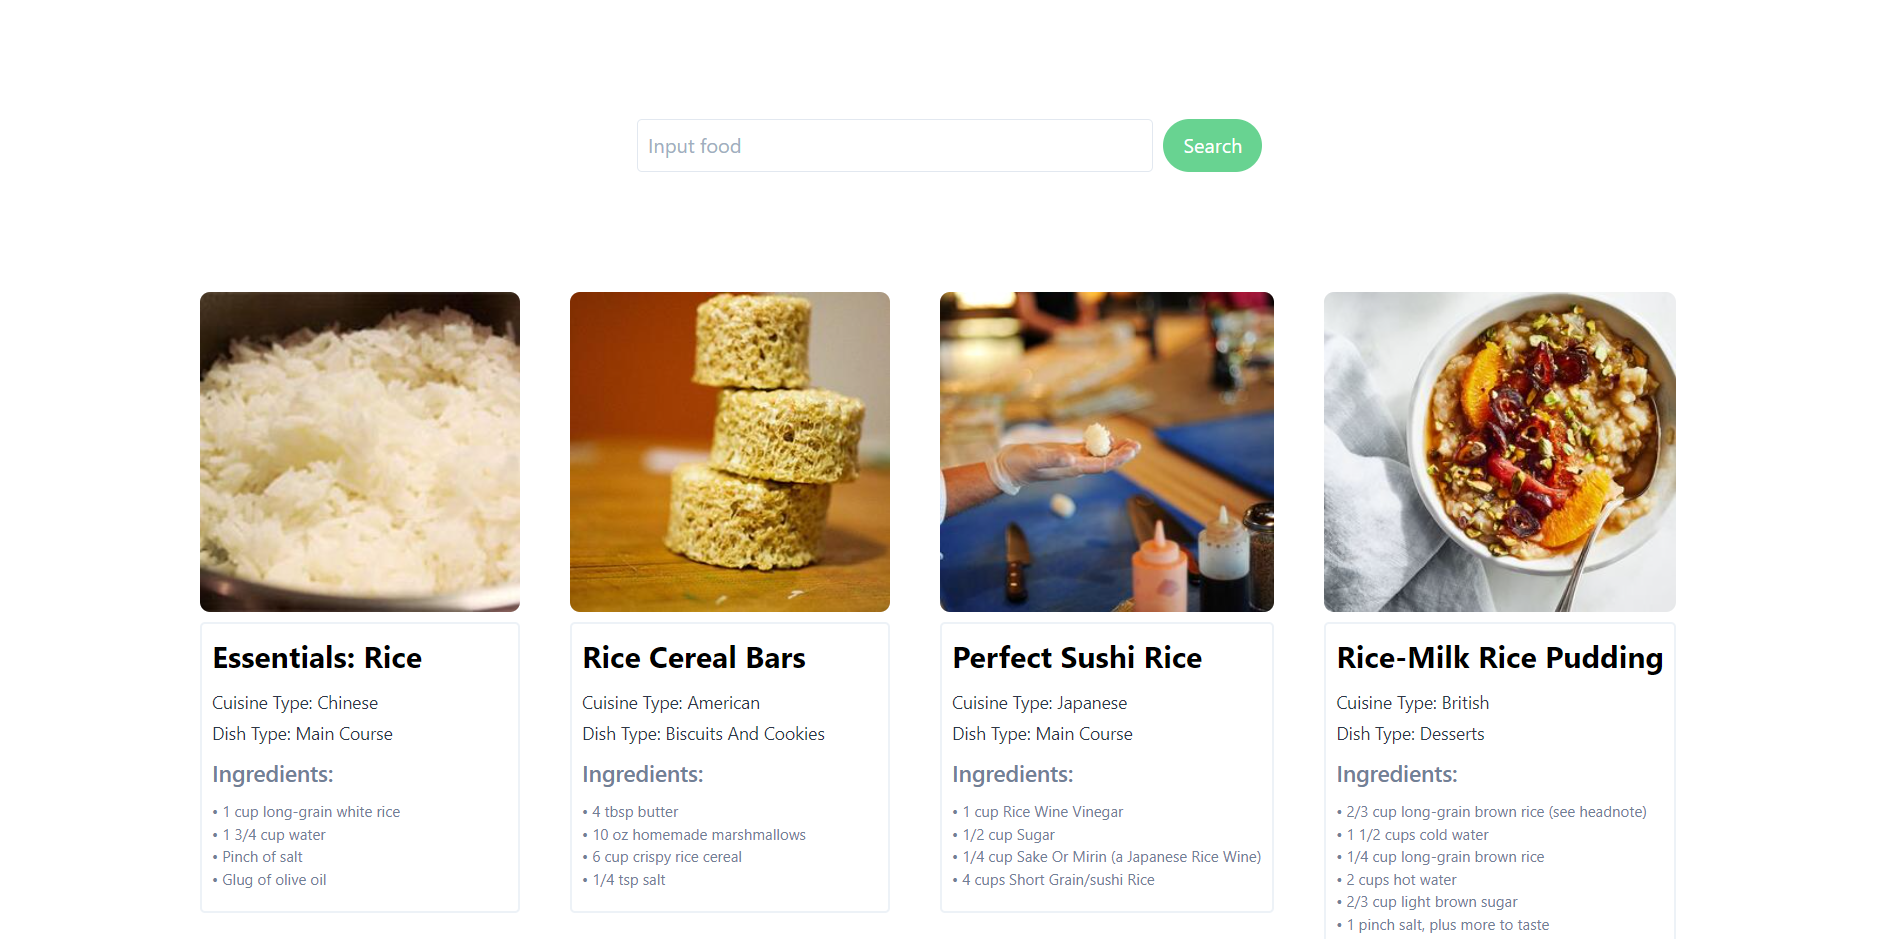 Input food
Search
Essentials: Rice
Cuisine Type: Chinese
Dish Type: Main Course
Ingredients:
• 1 cup long-grain white rice
• 1 3/4 cup water
• Pinch of salt
• Glug of olive oil
Rice Cereal Bars
Cuisine Type: American
Dish Type: Biscuits And Cookies
Ingredients:
• 4 tbsp butter
• 10 oz homemade marshmallows
• 6 cup crispy rice cereal
• 1/4 tsp salt
Perfect Sushi Rice
Cuisine Type: Japanese
Dish Type: Main Course
Ingredients:
• 1 cup Rice Wine Vinegar
• 1/2 cup Sugar
• 1/4 cup Sake Or Mirin (a Japanese Rice Wine)
• 4 cups Short Grain/sushi Rice
Rice-Milk Rice Pudding
Cuisine Type: British
Dish Type: Desserts
Ingredients:
• 2/3 cup long-grain brown rice (see headnote)
• 1 1/2 cups cold water
• 1/4 cup long-grain brown rice
• 2 cups hot water
• 2/3 cup light brown sugar
• 1 pinch salt, plus more to taste